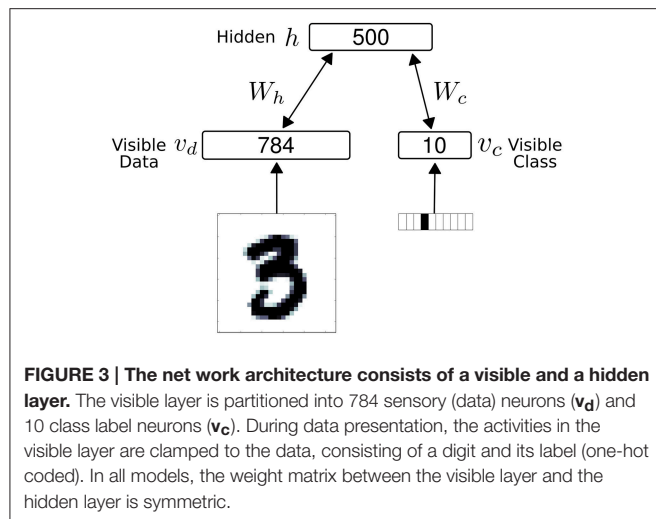 Hidden h 500
W_h W_c
Visible Data v_d 784 10 v_c Visible Class
FIGURE 3 | The net work architecture consists of a visible and a hidden
layer. The visible layer is partitioned into 784 sensory (data) neurons (v_d) and
10 class label neurons (v_c). During data presentation, the activities in the
visible layer are clamped to the data, consisting of a digit and its label (one-hot
coded). In all models, the weight matrix between the visible layer and the
hidden layer is symmetric.